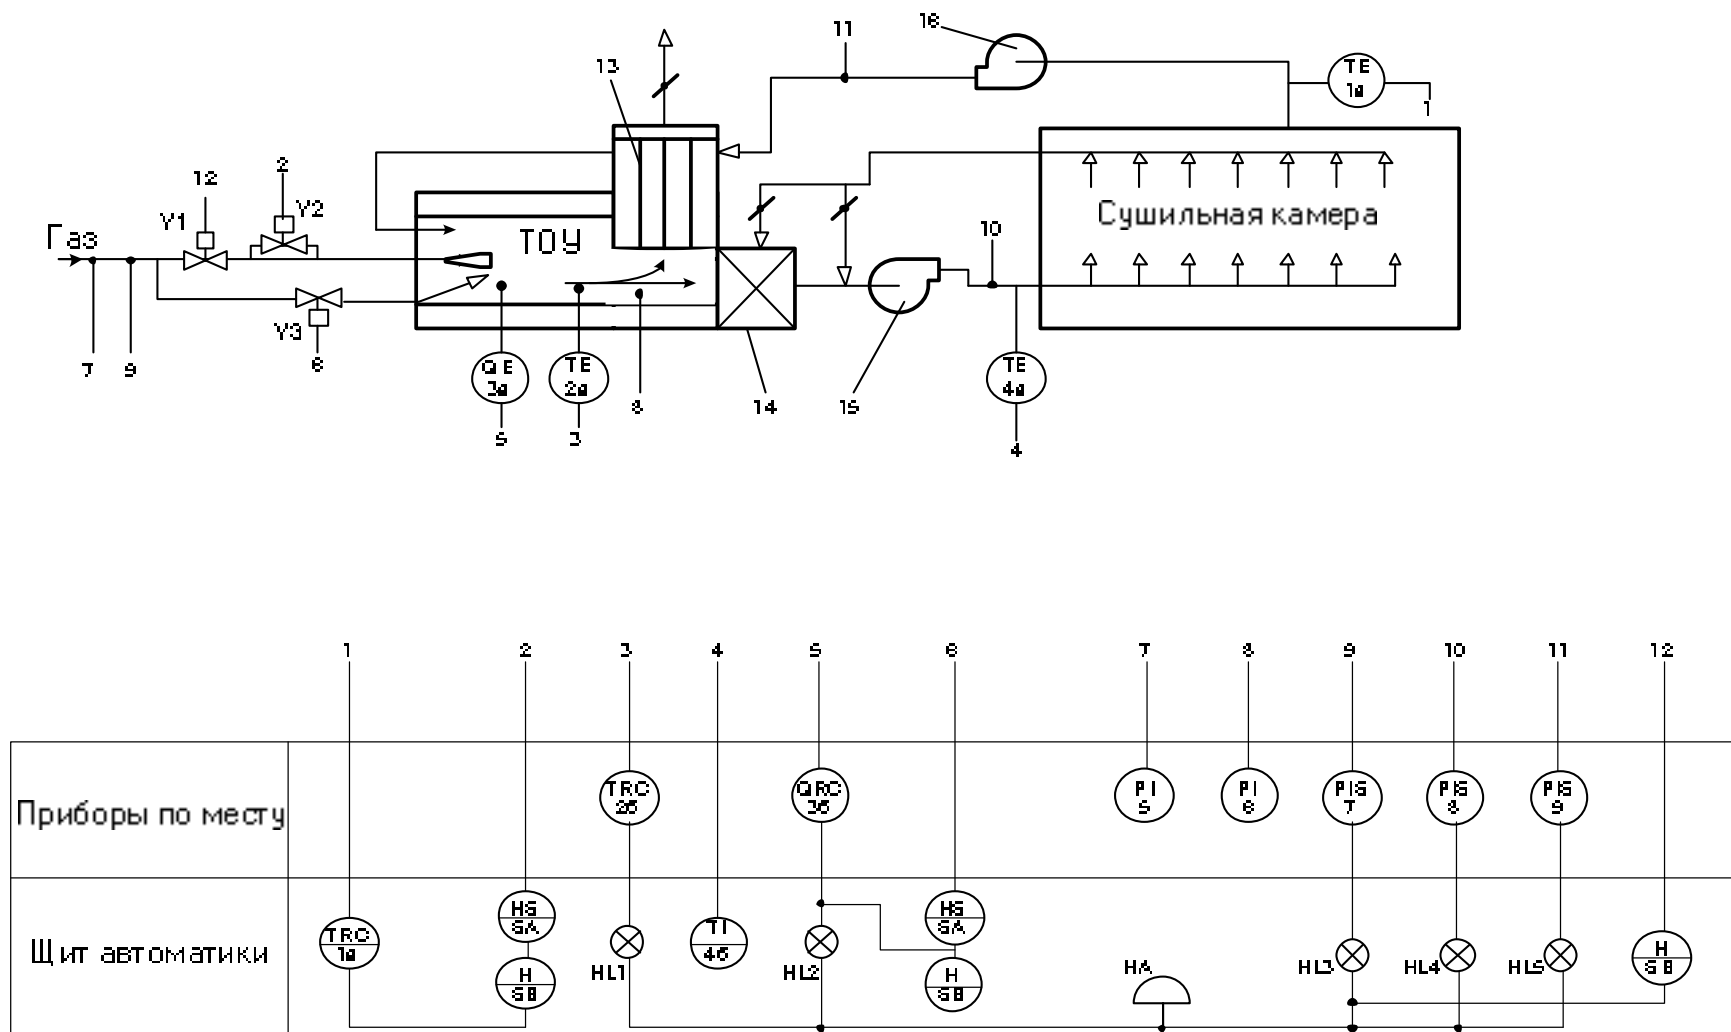 11
16
13
TE
1а
1
2
12
Y2
Y1
Газ
ТОУ
Сушильная камера
10
Y3
7
9
6
QE
3а
TE
2а
8
14
15
TE
4а
5
3
4
1 2 3 4 5 6 7 8 9 10 11 12
Приборы по месту
TRC
2б
QRC
3б
PI
5
PI
6
PIS
7
PIS
8
PIS
9
Щит автоматики
TRC
1а
HS
SA
H
SB
HL1
TI
4б
HL2
HS
SA
H
SB
HA
HL3
HL4
HL5
H
SB